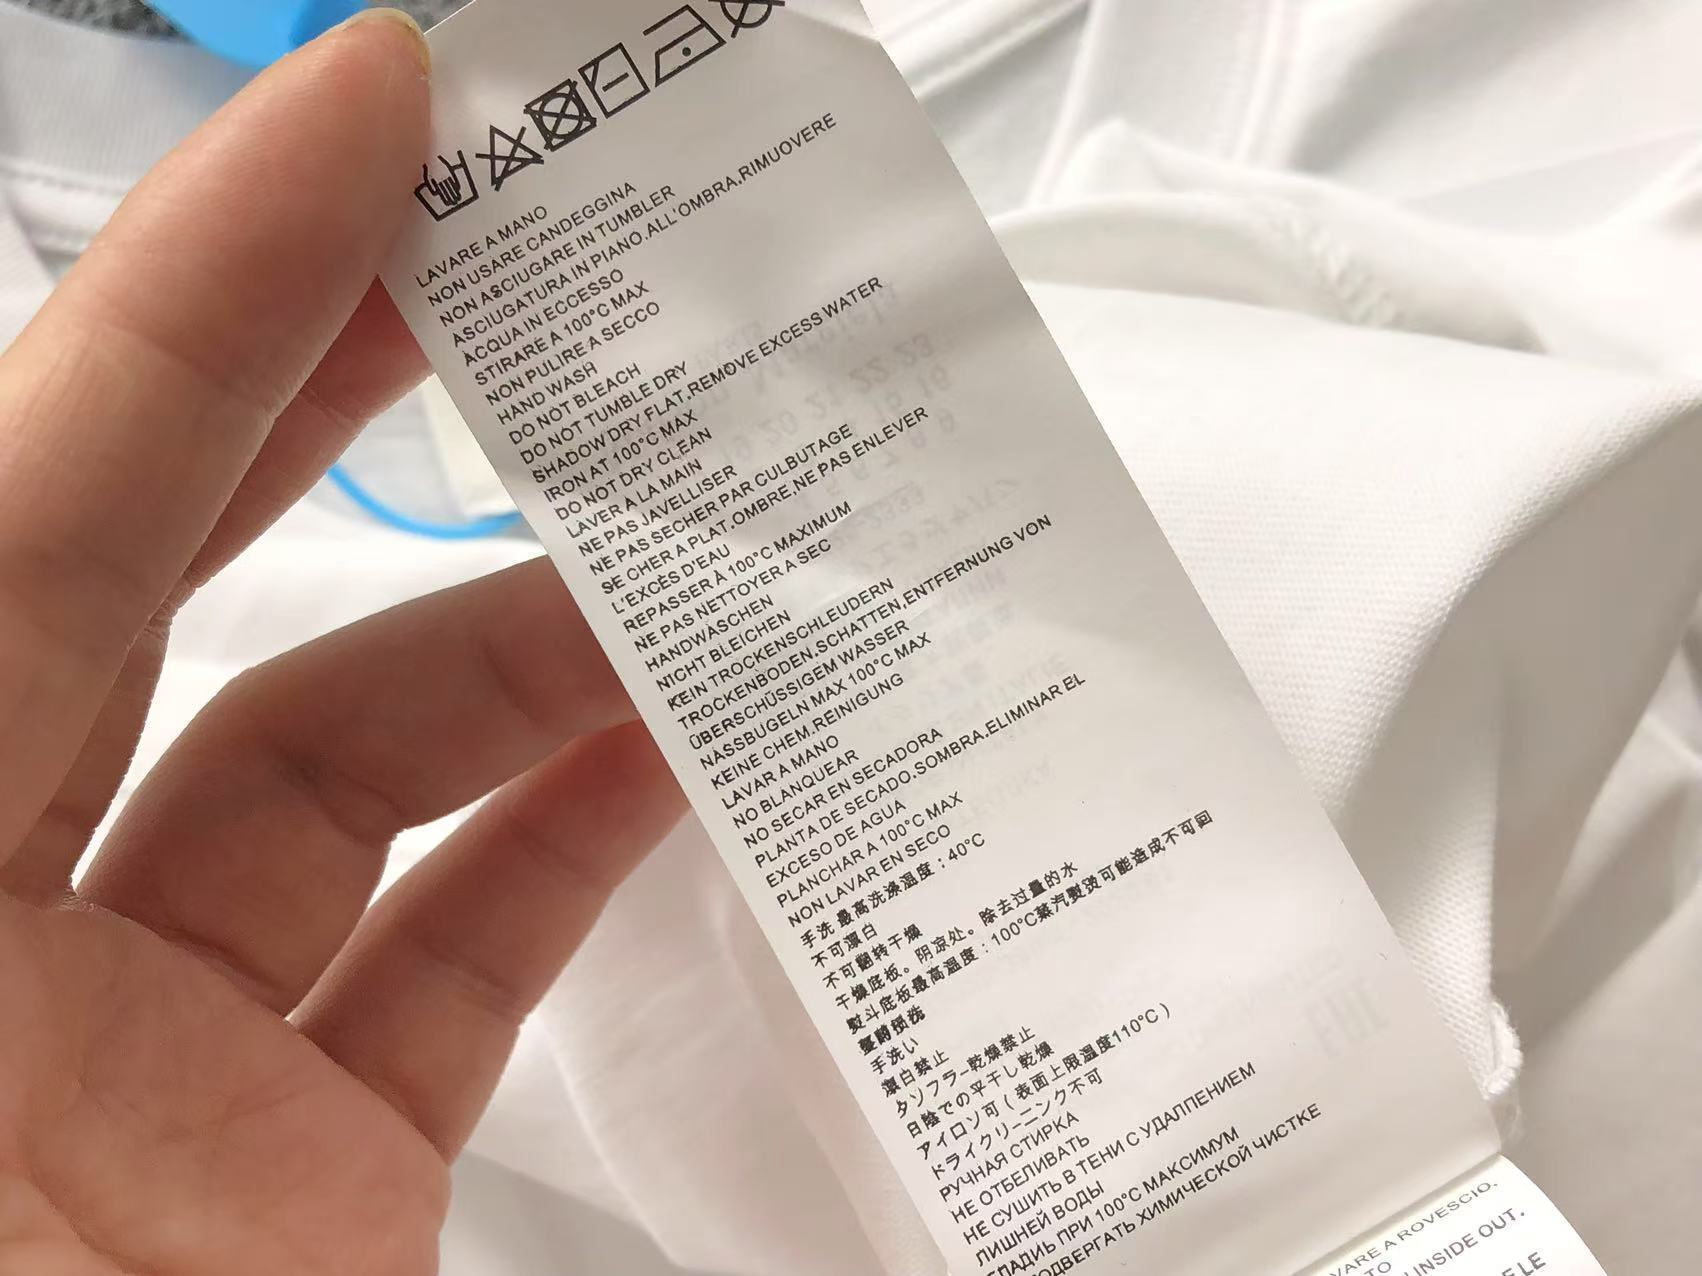 LAVARE A MANO
NON USARE CANDEGGINA
NON ASCIUGARE IN TUMBLER
ASCIUGATURA IN PIANO.ALL'OMBRA.RIMUOVERE
ACQUA IN ECCESSO
STIRARE A 100°C MAX
NON PULIRE A SECCO
HAND WASH
DO NOT BLEACH
DO NOT TUMBLE DRY
SHADOW DRY FLAT.REMOVE EXCESS WATER
IRON AT 100°C MAX
DO NOT DRY CLEAN
LAVER A LA MAIN
NE PAS JAVELLISER
NE PAS SECHER PAR CULBUTAGE
SE CHER A PLAT.OMBRE,NE PAS ENLEVER
L'EXCÈS D'EAU
REPASSER À 100°C MAXIMUM
NE PAS NETTOYER A SEC
HANDWASCHEN
NICHT BLEICHEN
KEIN TROCKENSCHLEUDERN
TROCKENBODEN.SCHATTEN,ENTFERNUNG VON
ÜBERSCHÜSSIGEM WASSER
NASSBUGELN MAX 100°C MAX
KEINE CHEM.REINIGUNG
LAVAR A MANO
NO BLANQUEAR
NO SECAR EN SECADORA
PLANTA DE SECADO.SOMBRA.ELIMINAR EL
EXCESO DE AGUA
PLANCHAR A 100°C MAX
NON LAVAR EN SECO
手洗 最高洗涤温度：40°C
不可漂白
不可翻转干燥
干燥底板。阴凉处。除去过量的水
熨斗底板最高温度：100°C蒸汽熨烫可能造成不可回
手洗い
漂白禁止
タソフラー乾燥禁止
日陰での平干し乾燥
アイロソ可（表面上限温度110°C）
ドライクリーニング不可
РУЧНАЯ СТИРКА
НЕ ОТБЕЛИВАТЬ
НЕ СУШИТЬ В ТЕНИ С УДАЛПЕНИЕМ
ЛИШНЕЙ ВОДЫ
ГЛАДИЬ ПРИ 100°C МАКСИМУМ
ПОДВЕРГАТЬ ХИМИЧЕСКОЙ ЧИСТКЕ
VARE A ROVESCIO.
TO
INSIDE OUT.
LE